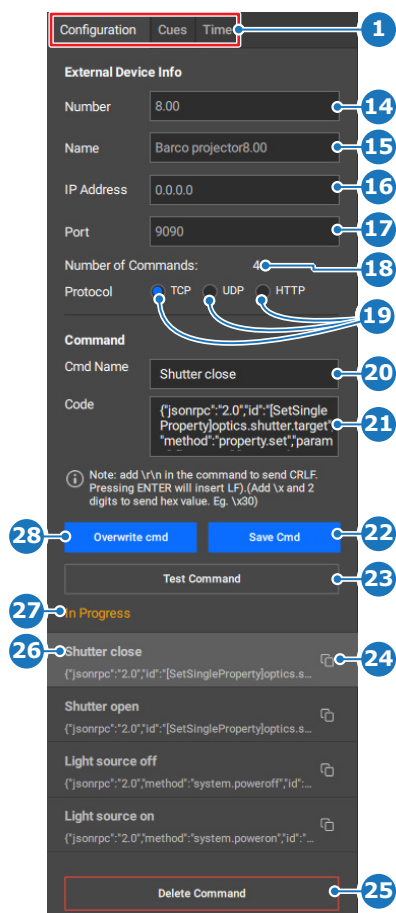 Configuration Cues Time 1
External Device Info
Number 8.00 14
Name Barco projector8.00 15
IP Address 0.0.0.0 16
Port 9090 17
Number of Commands: 4 18
Protocol TCP UDP HTTP
19
Command
Cmd Name Shutter close 20
Code {"jsonrpc":"2.0","id":"[SetSingle
Property]optics.shutter.target" 21
"method":"property.set","param
Note: add \r\n in the command to send CRLF.
Pressing ENTER will insert LF).(Add \x and 2
digits to send hex value. Eg. \x30)
28 Overwrite cmd Save Cmd 22
Test Command 23
27 In Progress
26 Shutter close 24
{"jsonrpc":"2.0","id":"[SetSingleProperty]optics.s...
Shutter open
{"jsonrpc":"2.0","id":"[SetSingleProperty]optics.s...
Light source off
{"jsonrpc":"2.0","method":"system.poweroff","id":...
Light source on
{"jsonrpc":"2.0","method":"system.poweron","id":"...
Delete Command 25